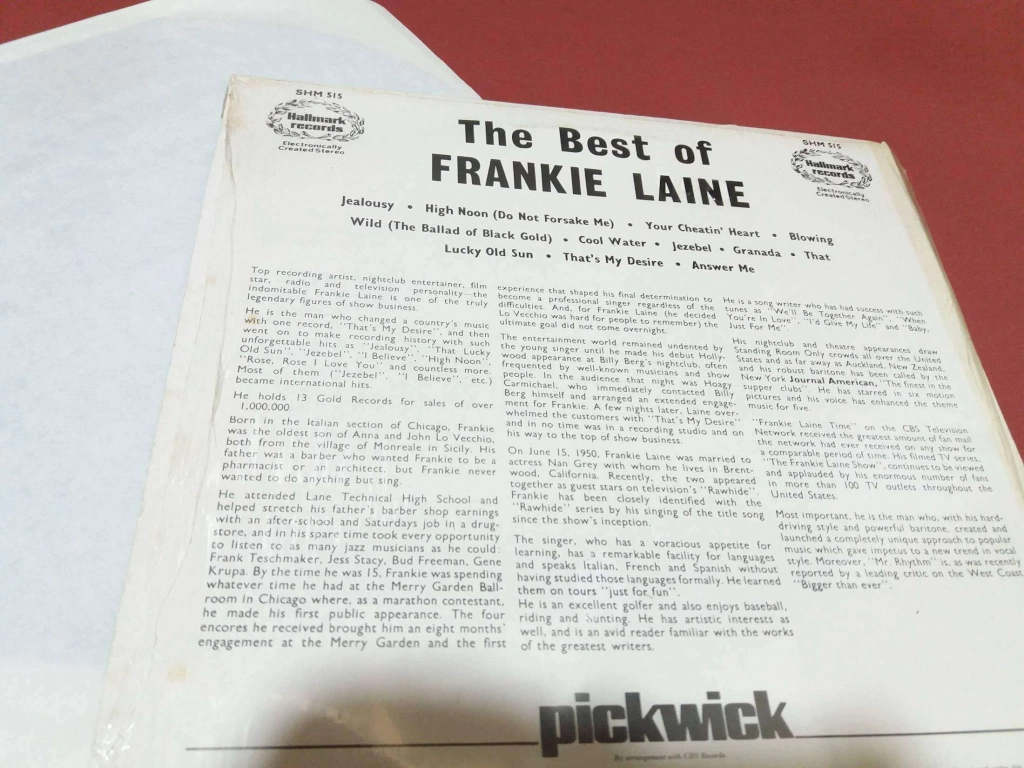 SHM 515
Hallmark
records
Electronically
Created Stereo
The Best of
FRANKIE LAINE
SHM 515
Hallmark
records
Electronically
Created Stereo
Jealousy • High Noon (Do Not Forsake Me) • Your Cheatin' Heart • Blowing
Wild (The Ballad of Black Gold) • Cool Water • Jezebel • Granada • That
Lucky Old Sun • That's My Desire • Answer Me
Top recording artist, nightclub entertainer, film
star, radio and television personality—the
indomitable Frankie Laine is one of the truly
legendary figures of show business.
He is the man who changed a country's music
with one record, "That's My Desire", and then
went on to make recording history with such
unforgettable hits as "Jealousy", "That Lucky
Old Sun", "Jezebel", "I Believe", "High Noon",
"Rose, Rose I Love You" and countless more.
Most of them ("Jezebel", "I Believe", etc.)
became international hits.
He holds 13 Gold Records for sales of over
1,000,000.
Born in the Italian section of Chicago, Frankie
was the oldest son of Anna and John Lo Vecchio,
both from the village of Monreale in Sicily. His
father was a barber who wanted Frankie to be a
pharmacist or an architect, but Frankie never
wanted to do anything but sing.
He attended Lane Technical High School and
helped stretch his father's barber shop earnings
with an after-school and Saturdays job in a drug-
store, and in his spare time took every opportunity
to listen to as many jazz musicians as he could:
Frank Teschmaker, Jess Stacy, Bud Freeman, Gene
Krupa. By the time he was 15, Frankie was spending
whatever time he had at the Merry Garden Ball-
room in Chicago where, as a marathon contestant,
he made his first public appearance. The four
encores he received brought him an eight months'
engagement at the Merry Garden and the first
experience that shaped his final determination to
become a professional singer regardless of the
difficulties. And, for Frankie Laine (he decided
Lo Vecchio was hard for people to remember) the
ultimate goal did not come overnight.
The entertainment world remained undented by
the young singer until he made his debut Holly-
wood appearance at Billy Berg's nightclub, often
frequented by well-known musicians and show
people. In the audience that night was Hoagy
Carmichael, who immediately contacted Billy
Berg himself and arranged an extended engage-
ment for Frankie. A few nights later, Laine over-
whelmed the customers with "That's My Desire"
and in no time was in a recording studio and on
his way to the top of show business.
On June 15, 1950, Frankie Laine was married to
actress Nan Grey with whom he lives in Brent-
wood, California. Recently, the two appeared
together as guest stars on television's "Rawhide".
Frankie has been closely identified with the
"Rawhide" series by his singing of the title song
since the show's inception.
The singer, who has a voracious appetite for
learning, has a remarkable facility for languages
and speaks Italian, French and Spanish without
having studied those languages formally. He learned
them on tours "just for fun".
He is an excellent golfer and also enjoys baseball,
riding and hunting. He has artistic interests as
well, and is an avid reader familiar with the works
of the greatest writers.
He is a song writer who has had success with such
tunes as "We'll Be Together Again", "When
You're In Love", "I'd Give My Life" and "Baby,
Just For Me".
His nightclub and theatre appearances draw
Standing Room Only crowds all over the United
States and as far away as Auckland, New Zealand,
and his robust baritone has been called by the
New York Journal American, "The finest in the
supper clubs". He has starred in six motion
pictures and his voice has enhanced the theme
music for five.
"Frankie Laine Time" on the CBS Television
Network received the greatest amount of fan mail
the network had ever received on any show for
a comparable period of time. His filmed TV series,
"The Frankie Laine Show", continues to be viewed
and applauded by his enormous number of fans
in more than 100 TV outlets throughout the
United States.
Most important, he is the man who, with his hard-
driving style and powerful baritone, created and
launched a completely unique approach to popular
music which gave impetus to a new trend in vocal
style. Moreover, "Mr. Rhythm" is, as was recently
reported by a leading critic on the West Coast,
"Bigger than ever".
pickwick
By arrangement with CBS Records